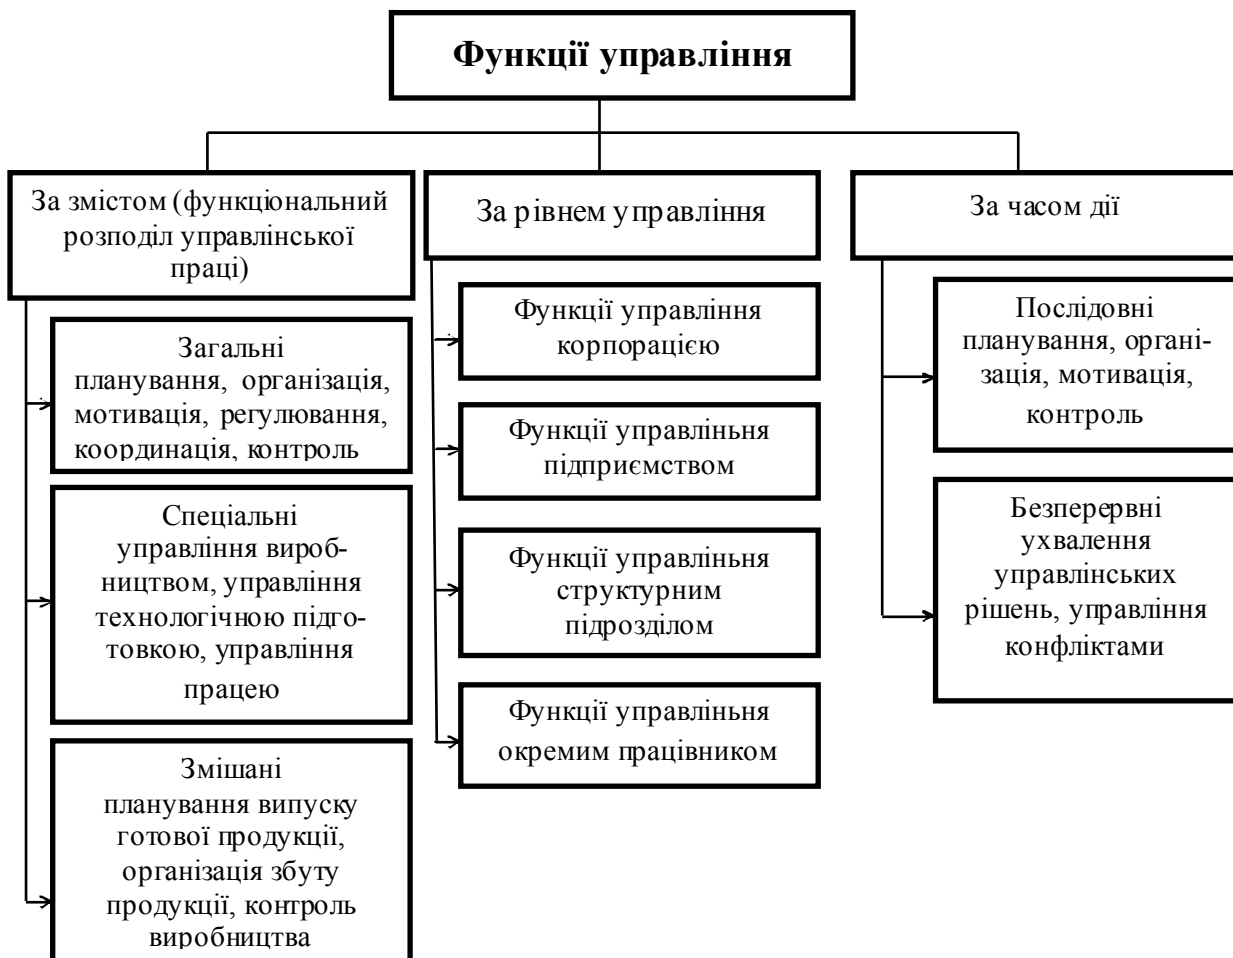 Функції управління
За змістом (функціональний
розподіл управлінської
праці)
Загальні
планування, організація,
мотивація, регулювання,
координація, контроль
Спеціальні
управління вироб-
ництвом, управління
технологічною підго-
товкою, управління
працею
Змішані
планування випуску
готової продукції,
організація збуту
продукції, контроль
виробництва
За рівнем управління
Функції управління
корпорацією
Функції управліньня
підприємством
Функції управліньня
структурним
підрозділом
Функції управліньня
окремим працівником
За часом дії
Послідовні
планування, органі-
зація, мотивація,
контроль
Безперервні
ухвалення
управлінських
рішень, управління
конфліктами